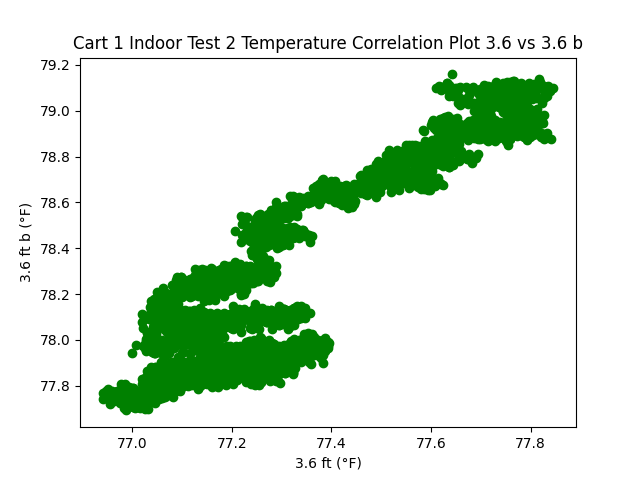 Cart 1 Indoor Test 2 Temperature Correlation Plot 3.6 vs 3.6 b
79.2
79.0
78.8
78.6
78.4
78.2
78.0
77.8
3.6 ft b (°F)
77.0 77.2 77.4 77.6 77.8
3.6 ft (°F)